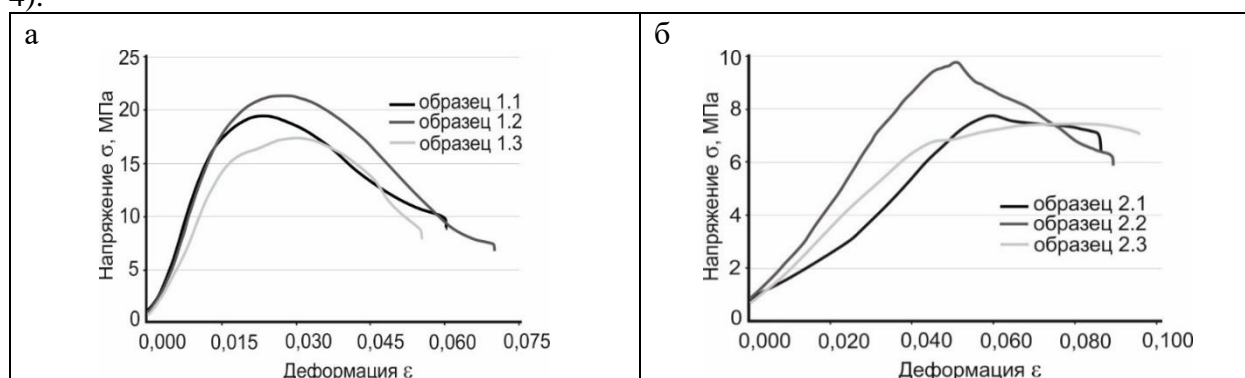 4).
а
25
20
15
10
5
0
Напряжение σ, МПа
образец 1.1
образец 1.2
образец 1.3
0,000 0,015 0,030 0,045 0,060 0,075
Деформация ε
б
10
8
6
4
2
0
Напряжение σ, МПа
образец 2.1
образец 2.2
образец 2.3
0,000 0,020 0,040 0,060 0,080 0,100
Деформация ε